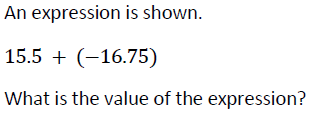 An expression is shown.
15.5 + (−16.75)
What is the value of the expression?